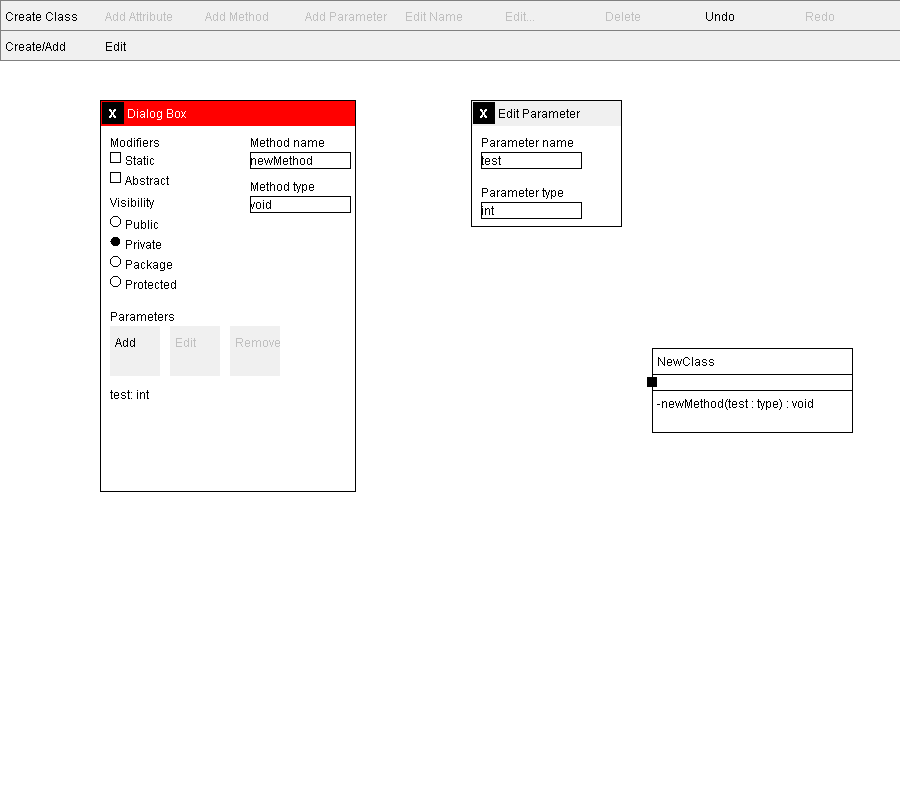 Create Class Add Attribute Add Method Add Parameter Edit Name Edit... Delete Undo Redo
Create/Add Edit
X Dialog Box
Modifiers
Static
Abstract
Visibility
Public
Private
Package
Protected
Method name
newMethod
Method type
void
Parameters
Add Edit Remove
test: int
X Edit Parameter
Parameter name
test
Parameter type
int
NewClass
-newMethod(test : type) : void